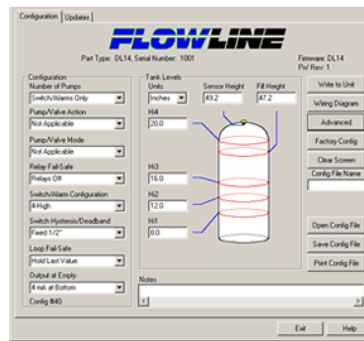 Configuration Updates
FLOWLINE
Part Type: DL14, Serial Number: 1001
Firmware: DL14
FW Rev: 1
Configuration
Number of Pumps
Switch/Alarms Only
Pump/Valve Action
Not Applicable
Pump/Valve Mode
Not Applicable
Relay Fail-Safe
Relays Off
Switch/Alarm Configuration
4-High
Switch Hystersis/Deadband
Fixed 1/2"
Loop Fail-Safe
Hold Last Value
Output at Empty
4 mA at Bottom
Config #40
Tank Levels
Units Sensor Height Fill Height
Inches 49.2 47.2
Hi4
20.0
Hi3
16.0
Hi2
12.0
Hi1
8.0
Notes
Write to Unit
Wiring Diagram
Advanced
Factory Config
Clear Screen
Config File Name
Open Config File
Save Config File
Print Config File
Exit Help